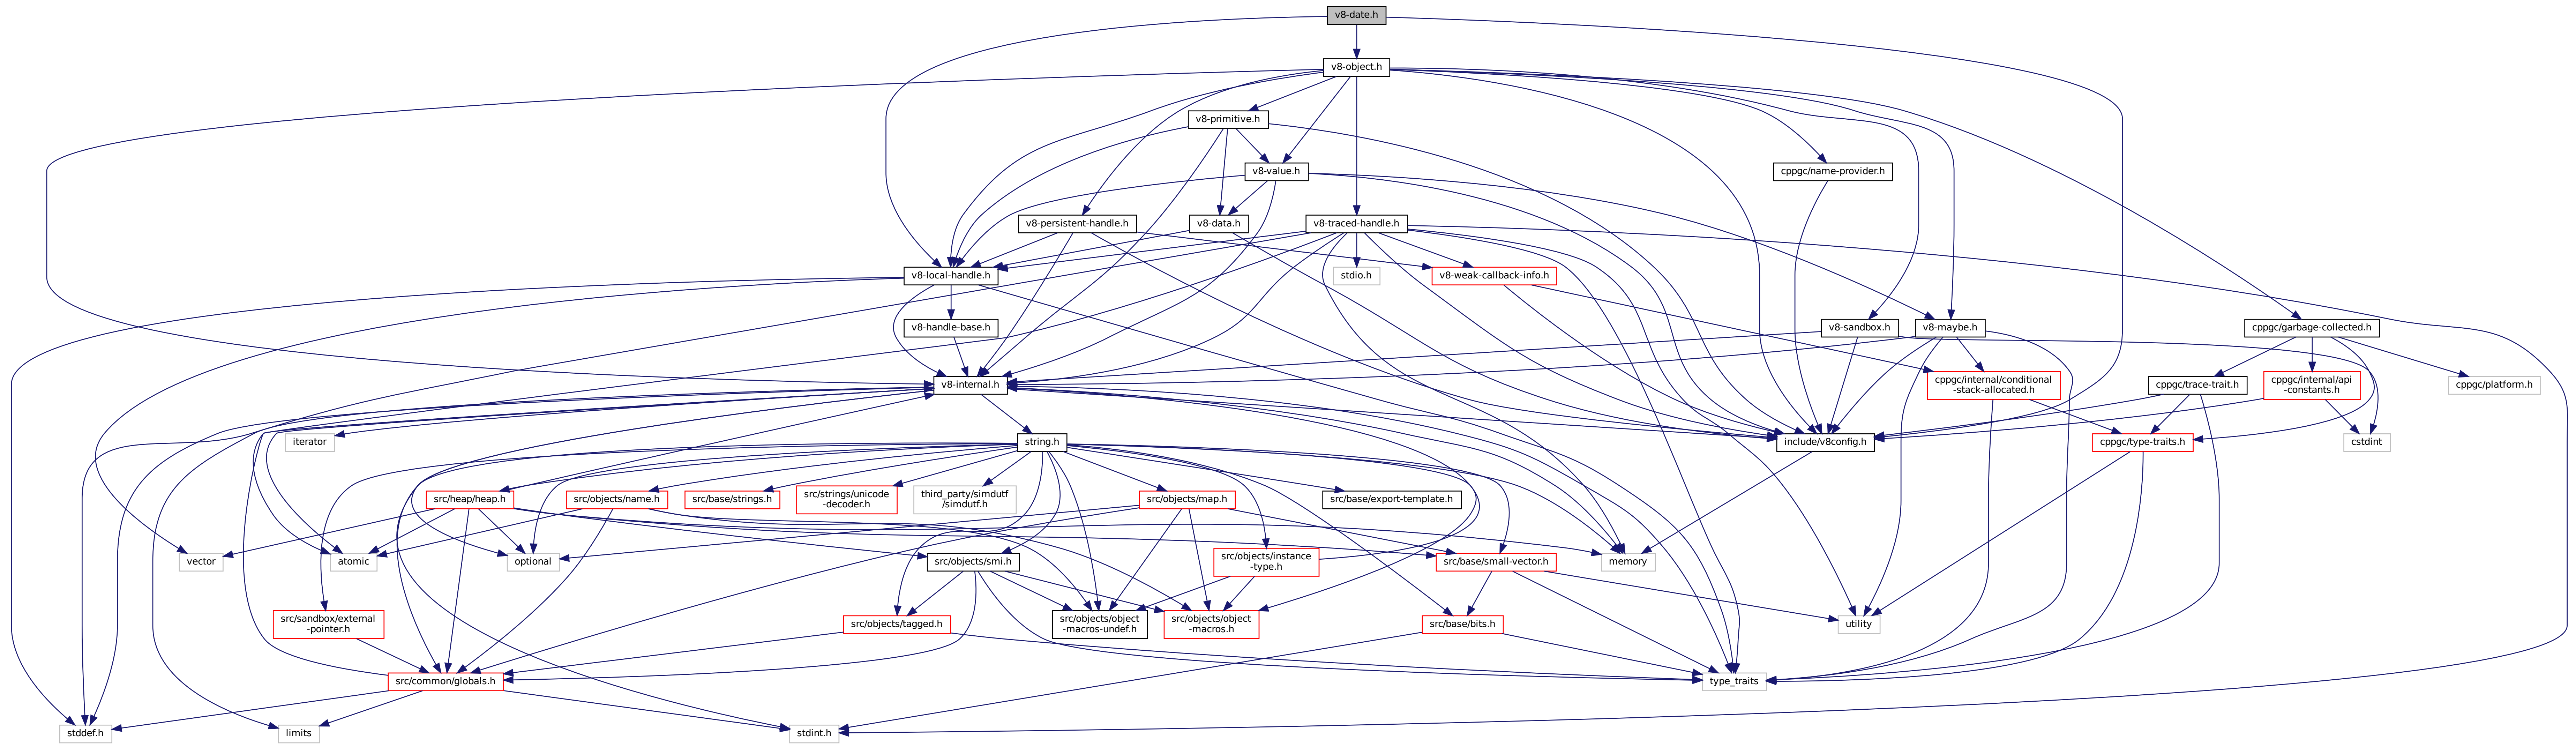 v8-date.h
v8-object.h
v8-primitive.h
v8-value.h
cppgc/name-provider.h
v8-persistent-handle.h
v8-data.h
v8-traced-handle.h
v8-local-handle.h
stdio.h
v8-weak-callback-info.h
v8-handle-base.h
v8-sandbox.h
v8-maybe.h
cppgc/garbage-collected.h
v8-internal.h
cppgc/internal/conditional
-stack-allocated.h
cppgc/trace-trait.h
cppgc/internal/api
-constants.h
cppgc/platform.h
iterator
string.h
include/v8config.h
cppgc/type-traits.h
cstdint
src/heap/heap.h
src/objects/name.h
src/base/strings.h
src/strings/unicode
-decoder.h
third_party/simdutf
/simdutf.h
src/objects/map.h
src/base/export-template.h
vector
atomic
optional
src/objects/smi.h
src/objects/instance
-type.h
src/base/small-vector.h
memory
src/sandbox/external
-pointer.h
src/objects/tagged.h
src/objects/object
-macros-undef.h
src/objects/object
-macros.h
src/base/bits.h
utility
src/common/globals.h
type_traits
stddef.h
limits
stdint.h